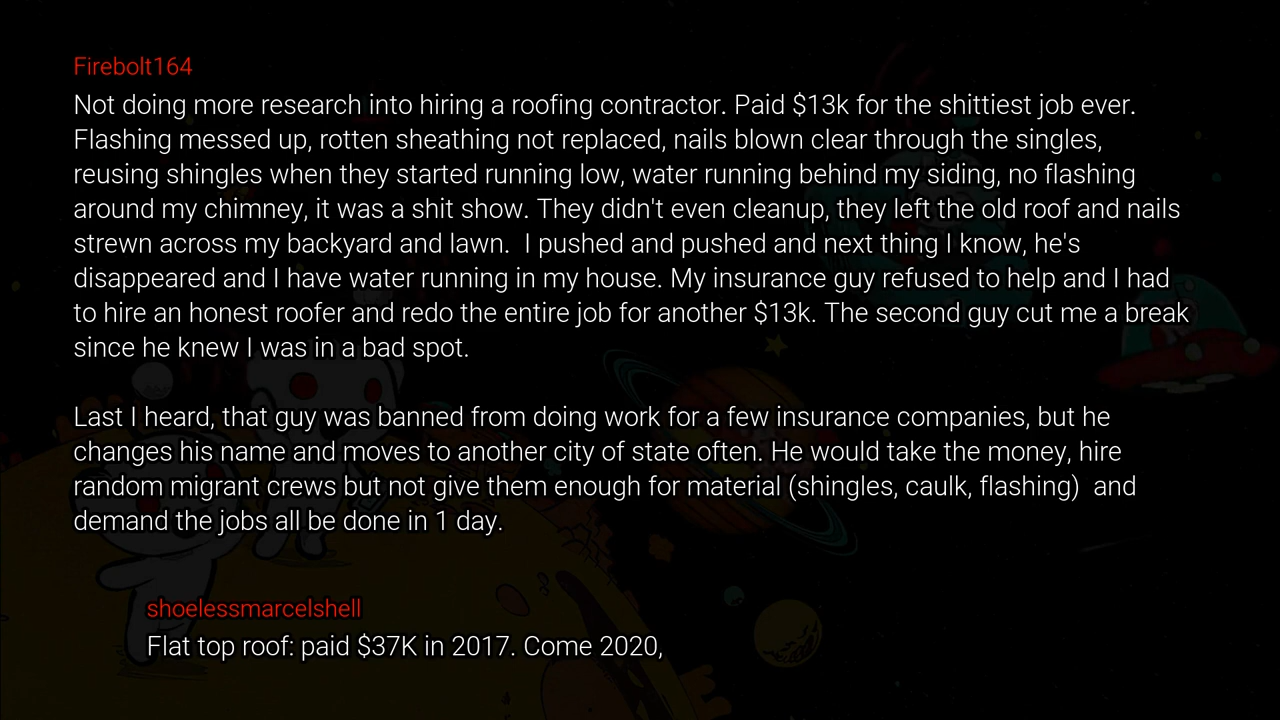 Firebolt164
Not doing more research into hiring a roofing contractor. Paid $13k for the shittiest job ever.
Flashing messed up, rotten sheathing not replaced, nails blown clear through the singles,
reusing shingles when they started running low, water running behind my siding, no flashing
around my chimney, it was a shit show. They didn't even cleanup, they left the old roof and nails
strewn across my backyard and lawn.  I pushed and pushed and next thing I know, he's
disappeared and I have water running in my house. My insurance guy refused to help and I had
to hire an honest roofer and redo the entire job for another $13k. The second guy cut me a break
since he knew I was in a bad spot.
Last I heard, that guy was banned from doing work for a few insurance companies, but he
changes his name and moves to another city of state often. He would take the money, hire
random migrant crews but not give them enough for material (shingles, caulk, flashing)  and
demand the jobs all be done in 1 day.
shoelessmarcelshell
Flat top roof: paid $37K in 2017. Come 2020,